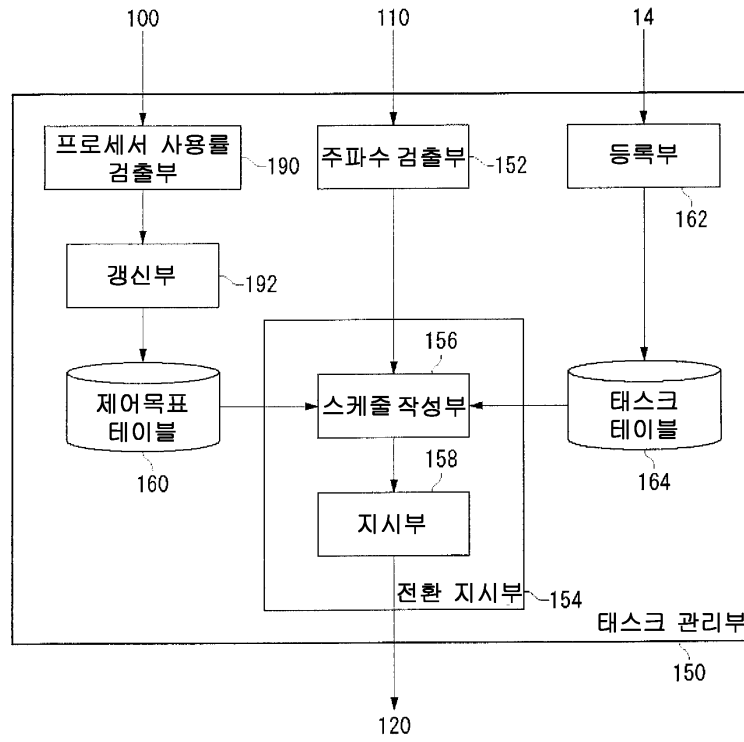 100
110
14
프로세서 사용률
검출부
190
주파수 검출부
152
등록부
162
갱신부
192
156
스케줄 작성부
제어목표
테이블
160
태스크
테이블
164
158
지시부
전환 지시부
154
태스크 관리부
150
120